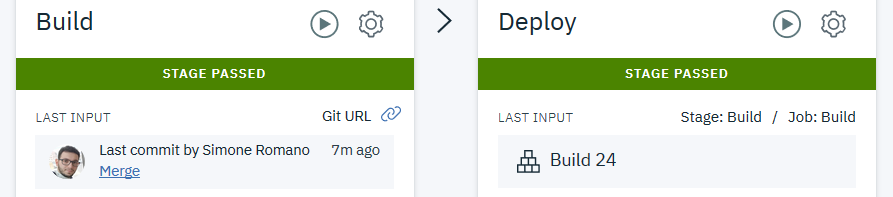 Build
Deploy
STAGE PASSED
STAGE PASSED
LAST INPUT
Git URL
LAST INPUT
Stage: Build / Job: Build
Last commit by Simone Romano
7m ago
Merge
Build 24